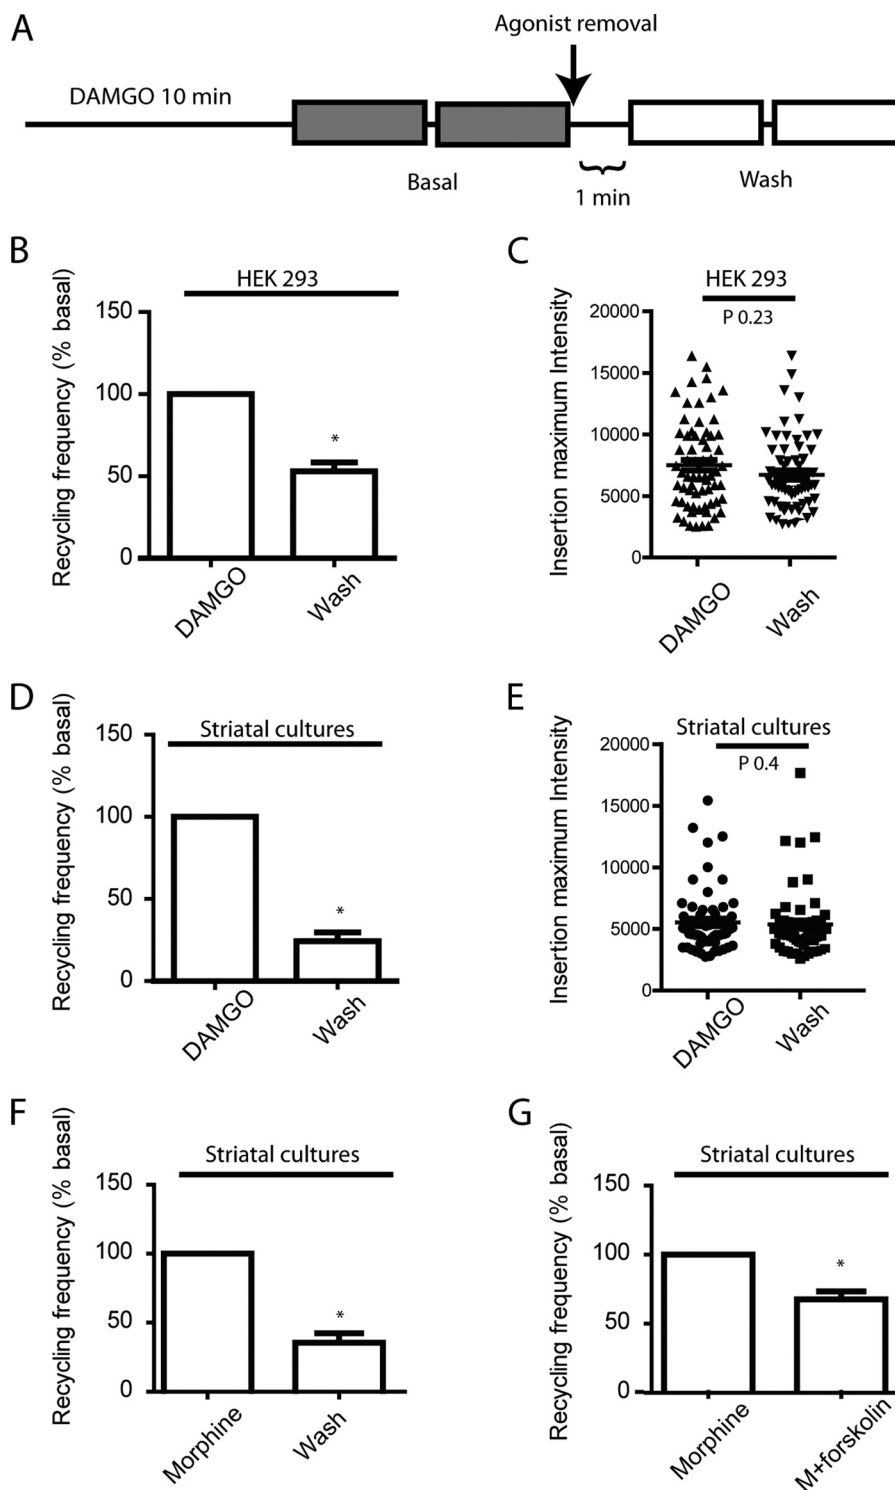 A
Agonist removal
DAMGO 10 min
Basal
1 min
Wash
B
HEK 293
Recycling frequency (% basal)
150
100
50
0
*
DAMGO
Wash
C
HEK 293
P 0.23
Insertion maximum Intensity
20000
15000
10000
5000
0
DAMGO
Wash
D
Striatal cultures
Recycling frequency (% basal)
150
100
50
0
*
DAMGO
Wash
E
Striatal cultures
P 0.4
Insertion maximum Intensity
20000
15000
10000
5000
0
DAMGO
Wash
F
Striatal cultures
Recycling frequency (% basal)
150
100
50
0
*
Morphine
Wash
G
Striatal cultures
Recycling frequency (% basal)
150
100
50
0
*
Morphine
M+forskolin